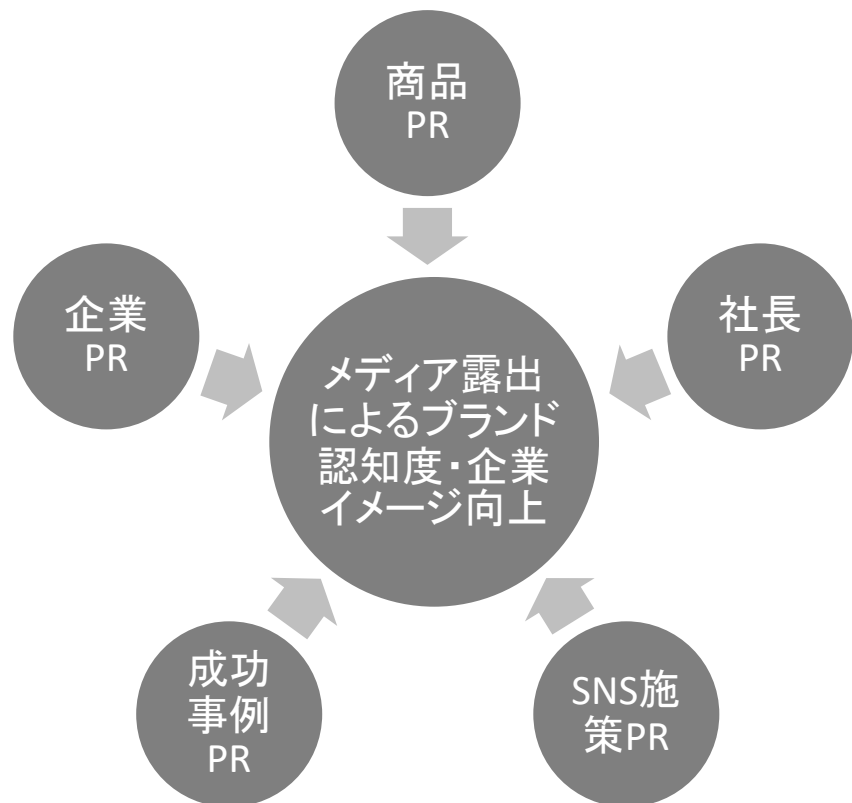 商品
PR
企業
PR
社長
PR
メディア露出
によるブランド
認知度・企業
イメージ向上
成功
事例
PR
SNS施
策PR